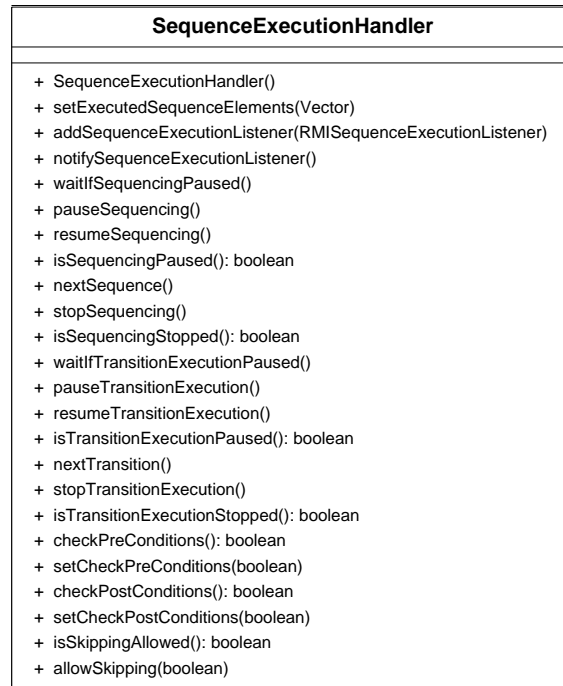 SequenceExecutionHandler
+ SequenceExecutionHandler()
+ setExecutedSequenceElements(Vector)
+ addSequenceExecutionListener(RMISequenceExecutionListener)
+ notifySequenceExecutionListener()
+ waitIfSequencingPaused()
+ pauseSequencing()
+ resumeSequencing()
+ isSequencingPaused(): boolean
+ nextSequence()
+ stopSequencing()
+ isSequencingStopped(): boolean
+ waitIfTransitionExecutionPaused()
+ pauseTransitionExecution()
+ resumeTransitionExecution()
+ isTransitionExecutionPaused(): boolean
+ nextTransition()
+ stopTransitionExecution()
+ isTransitionExecutionStopped(): boolean
+ checkPreConditions(): boolean
+ setCheckPreConditions(boolean)
+ checkPostConditions(): boolean
+ setCheckPostConditions(boolean)
+ isSkippingAllowed(): boolean
+ allowSkipping(boolean)